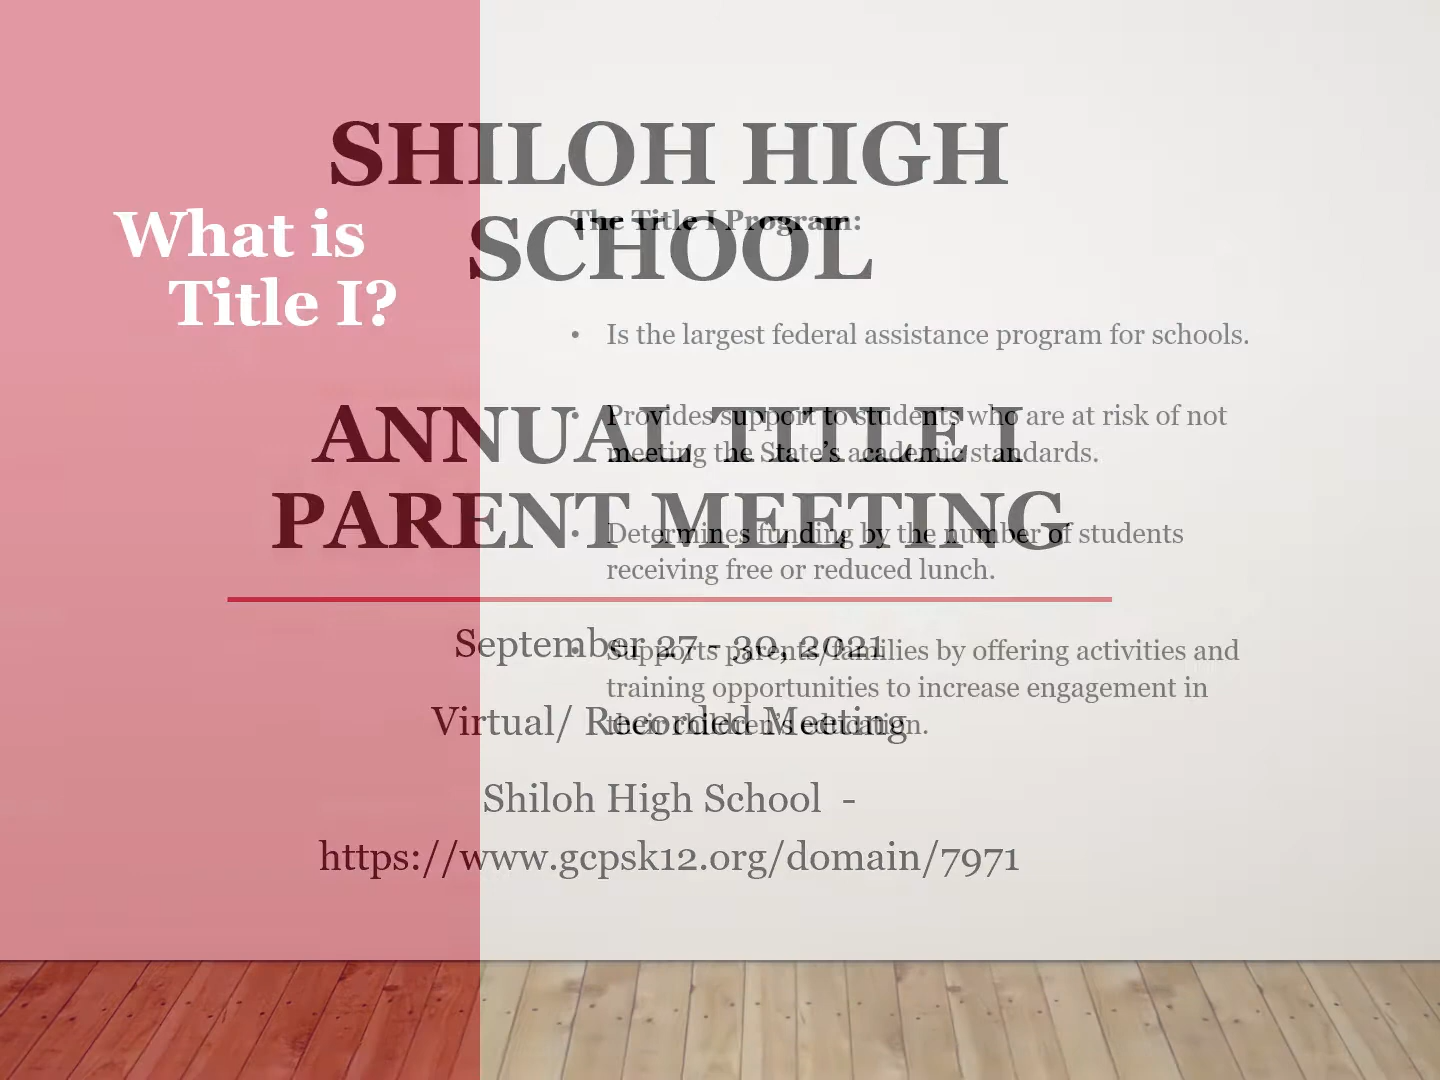 SHILOH HIGH
SCHOOL
ANNUAL TITLE I
PARENT MEETING
September 27 - 30, 2021
Virtual/ Recorded Meeting
Shiloh High School -
https://www.gcpsk12.org/domain/7971
What is
Title I?
The Title I Program:
• Is the largest federal assistance program for schools.
• Provides support to students who are at risk of not
meeting the State’s academic standards.
• Determines funding by the number of students
receiving free or reduced lunch.
• Supports parents/families by offering activities and
training opportunities to increase engagement in
their children’s education.